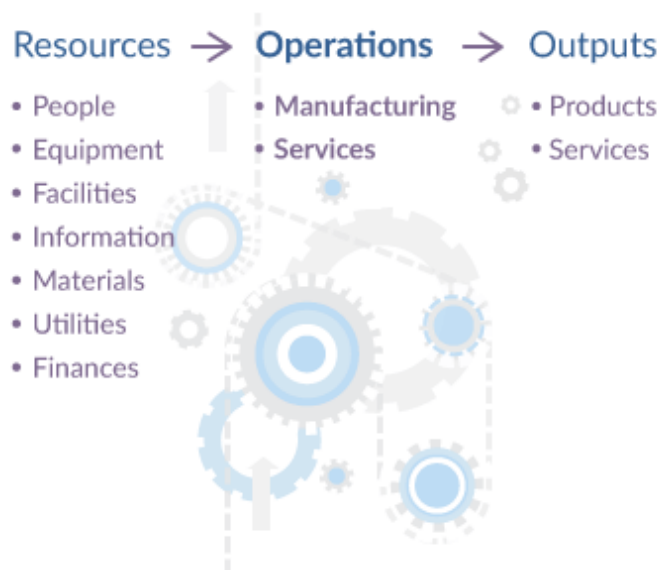 Resources → Operations → Outputs
• People
• Equipment
• Facilities
• Information
• Materials
• Utilities
• Finances
• Manufacturing
• Services
• Products
• Services